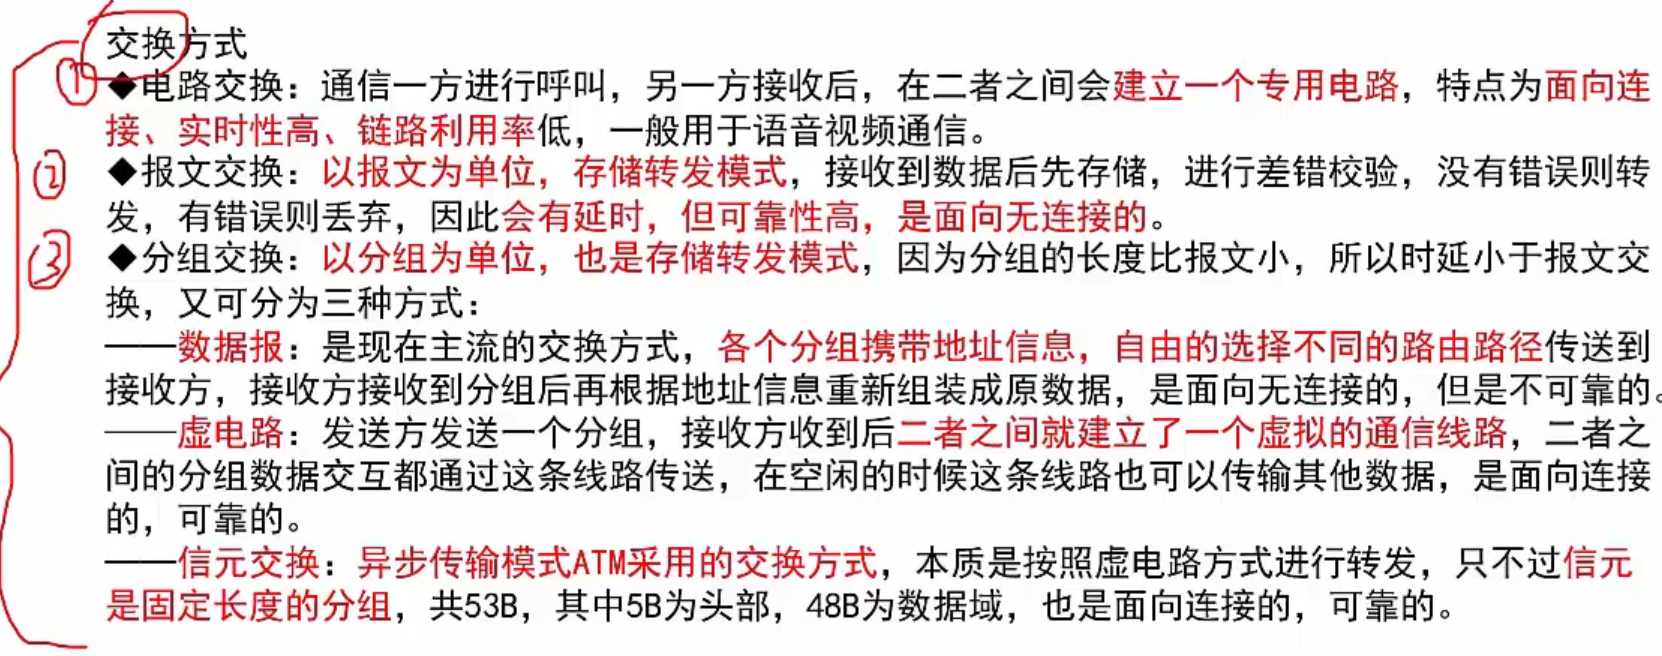 交换方式
① ◆电路交换：通信一方进行呼叫，另一方接收后，在二者之间会建立一个专用电路，特点为面向连
接、实时性高、链路利用率低，一般用于语音视频通信。
② ◆报文交换：以报文为单位，存储转发模式，接收到数据后先存储，进行差错校验，没有错误则转
发，有错误则丢弃，因此会有延时，但可靠性高，是面向无连接的。
③ ◆分组交换：以分组为单位，也是存储转发模式，因为分组的长度比报文小，所以时延小于报文交
换，又可分为三种方式：
——数据报：是现在主流的交换方式，各个分组携带地址信息，自由的选择不同的路由路径传送到
接收方，接收方接收到分组后再根据地址信息重新组装成原数据，是面向无连接的，但是不可靠的。
——虚电路：发送方发送一个分组，接收方收到后二者之间就建立了一个虚拟的通信线路，二者之
间的分组数据交互都通过这条线路传送，在空闲的时候这条线路也可以传输其他数据，是面向连接
的，可靠的。
——信元交换：异步传输模式ATM采用的交换方式，本质是按照虚电路方式进行转发，只不过信元
是固定长度的分组，共53B，其中5B为头部，48B为数据域，也是面向连接的，可靠的。